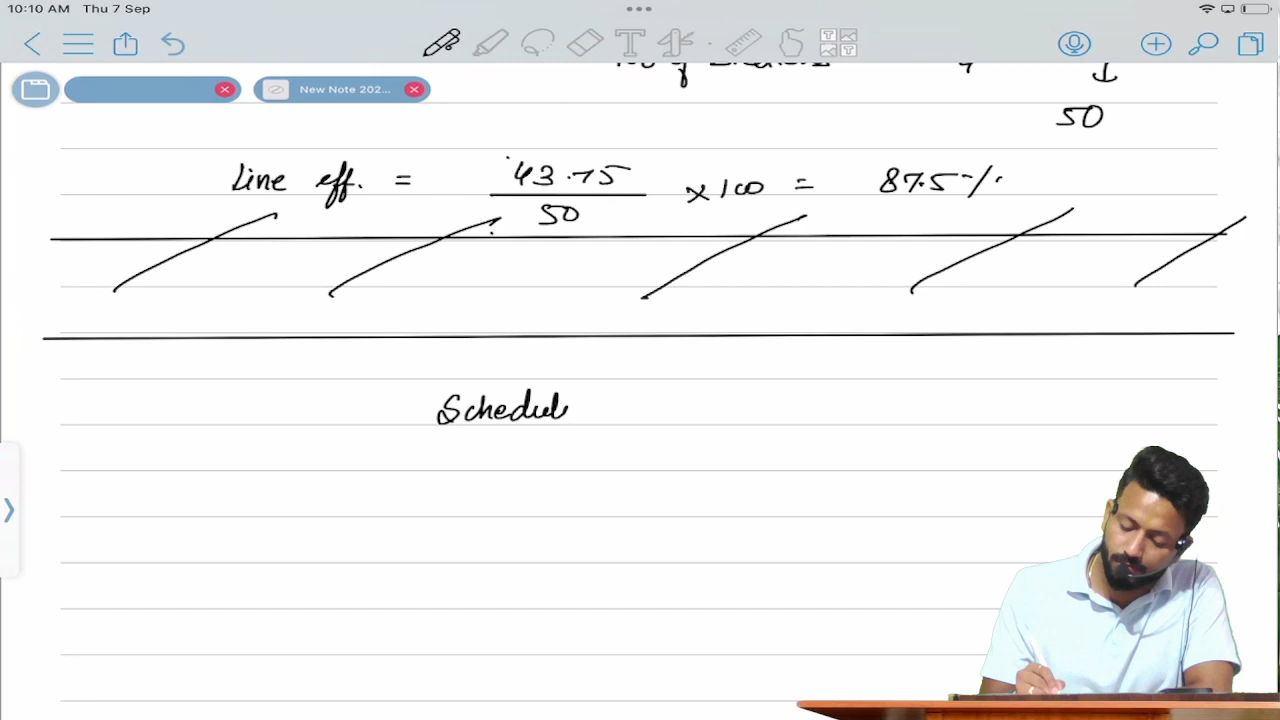 10:10 AM Thu 7 Sep
New Note 202...
50
Line eff. = 43.75 / 50 × 100 = 87.5%
Schedul